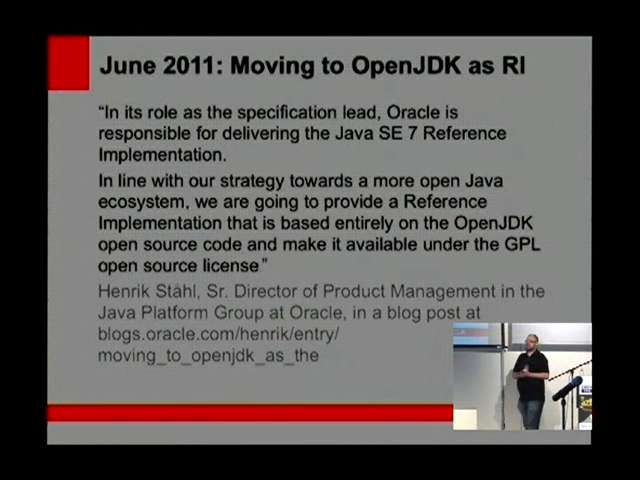 June 2011: Moving to OpenJDK as RI
“In its role as the specification lead, Oracle is
responsible for delivering the Java SE 7 Reference
Implementation.
In line with our strategy towards a more open Java
ecosystem, we are going to provide a Reference
Implementation that is based entirely on the OpenJDK
open source code and make it available under the GPL
open source license.”
Henrik Ståhl, Sr. Director of Product Management in the
Java Platform Group at Oracle, in a blog post at
blogs.oracle.com/henrik/entry/
moving_to_openjdk_as_the